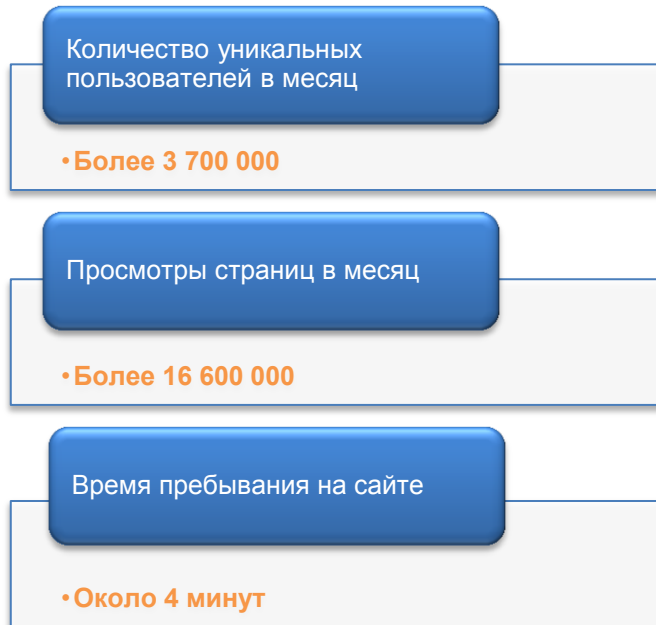 Количество уникальных
пользователей в месяц
•Более 3 700 000
Просмотры страниц в месяц
•Более 16 600 000
Время пребывания на сайте
•Около 4 минут